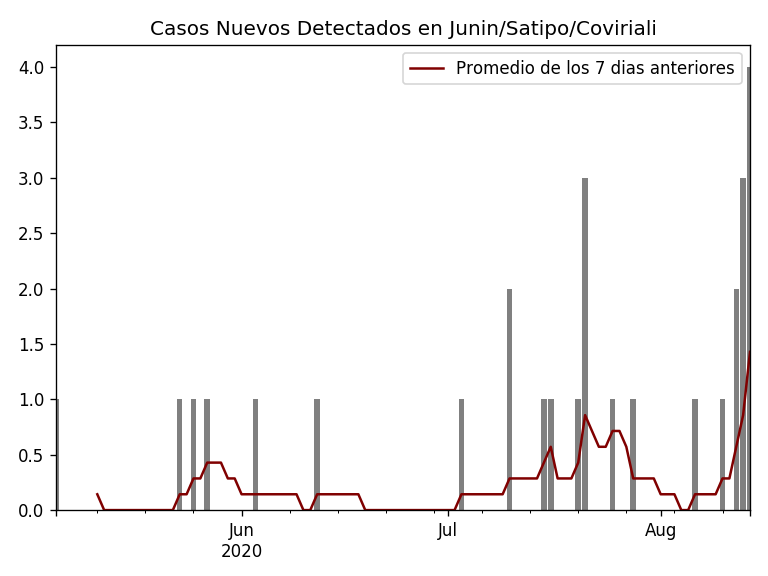 Casos Nuevos Detectados en Junin/Satipo/Coviriali
Promedio de los 7 dias anteriores
4.0
3.5
3.0
2.5
2.0
1.5
1.0
0.5
0.0
Jun
2020
Jul
Aug